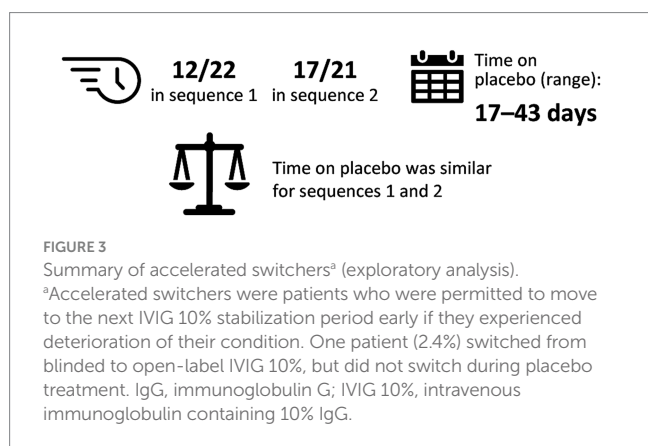 12/22
in sequence 1
17/21
in sequence 2
Time on
placebo (range):
17–43 days
Time on placebo was similar
for sequences 1 and 2
FIGURE 3
Summary of accelerated switchersᵃ (exploratory analysis).
ᵃAccelerated switchers were patients who were permitted to move
to the next IVIG 10% stabilization period early if they experienced
deterioration of their condition. One patient (2.4%) switched from
blinded to open-label IVIG 10%, but did not switch during placebo
treatment. IgG, immunoglobulin G; IVIG 10%, intravenous
immunoglobulin containing 10% IgG.